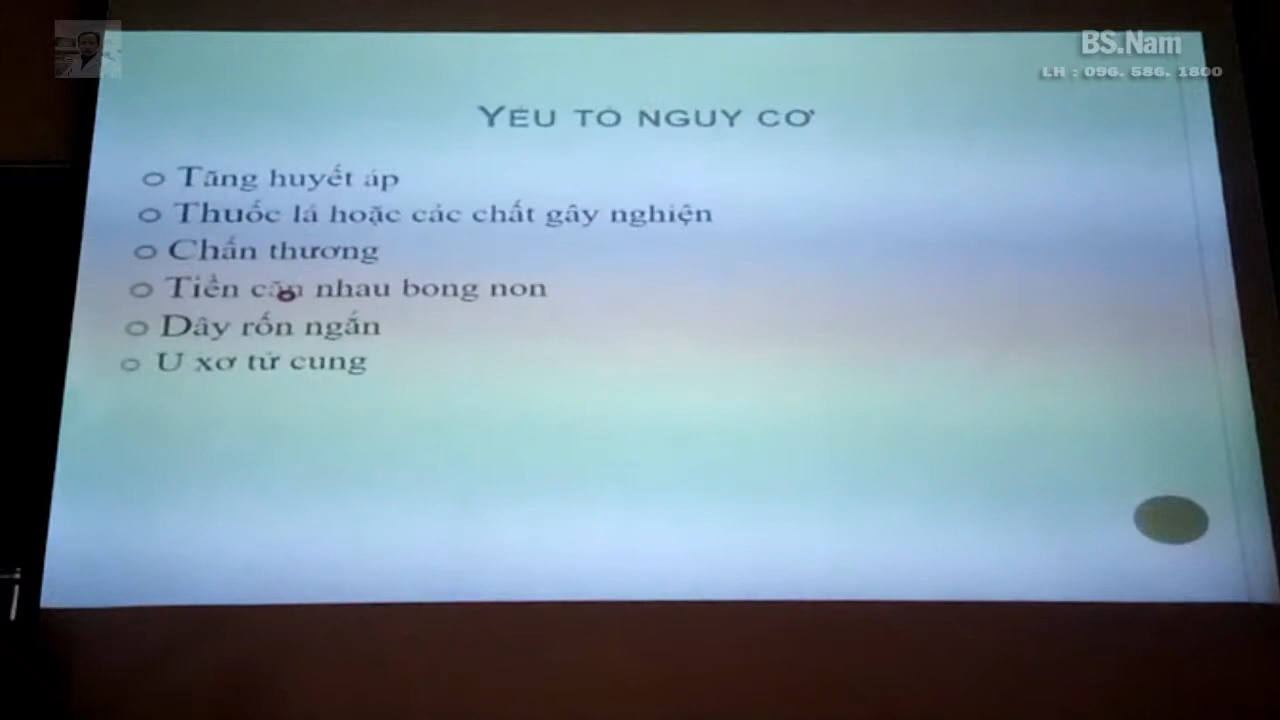 BS.Nam
LH : 096. 586. 1800
YẾU TỐ NGUY CƠ
Tăng huyết áp
Thuốc lá hoặc các chất gây nghiện
Chấn thương
Tiền căn nhau bong non
Dây rốn ngắn
U xơ tử cung